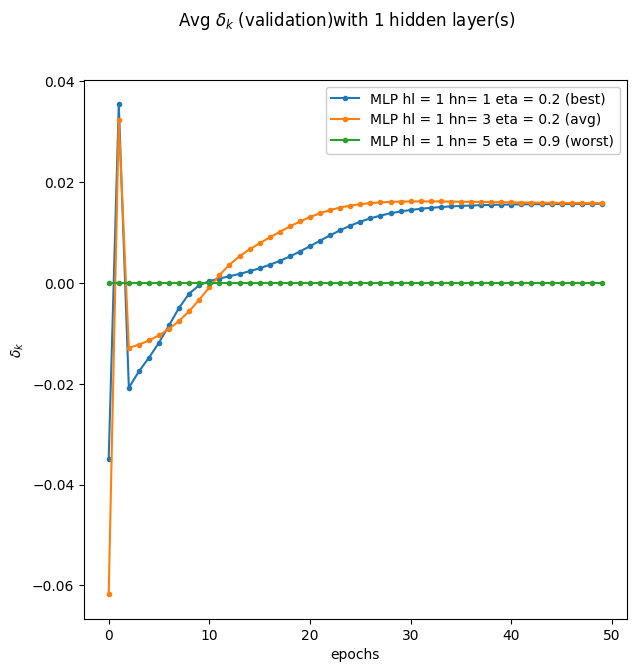 Avg δₖ (validation)with 1 hidden layer(s)
0.04
MLP hl = 1 hn= 1 eta = 0.2 (best)
MLP hl = 1 hn= 3 eta = 0.2 (avg)
MLP hl = 1 hn= 5 eta = 0.9 (worst)
0.02
0.00
δₖ
−0.02
−0.04
−0.06
0 10 20 30 40 50
epochs